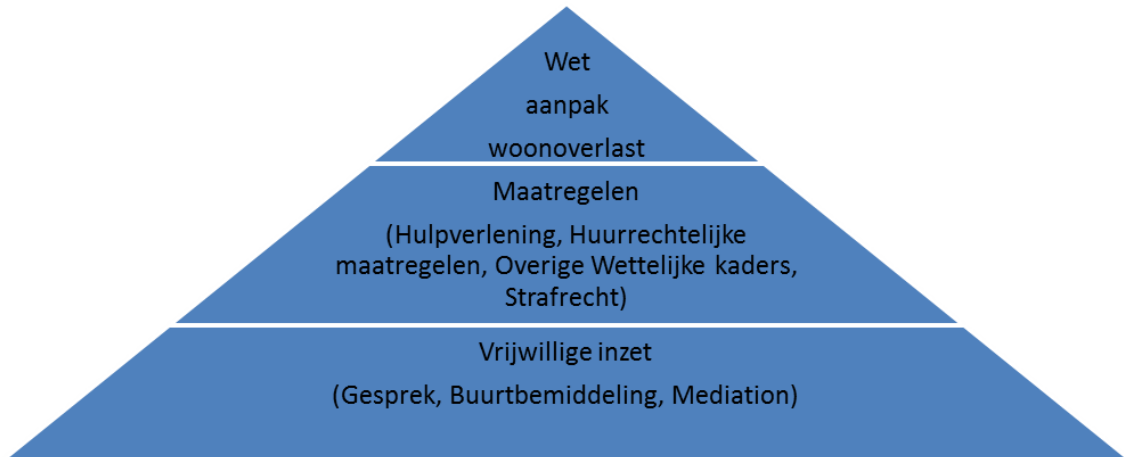 Wet
aanpak
woonoverlast
Maatregelen
(Hulpverlening, Huurrechtelijke
maatregelen, Overige Wettelijke kaders,
Strafrecht)
Vrijwillige inzet
(Gesprek, Buurtbemiddeling, Mediation)